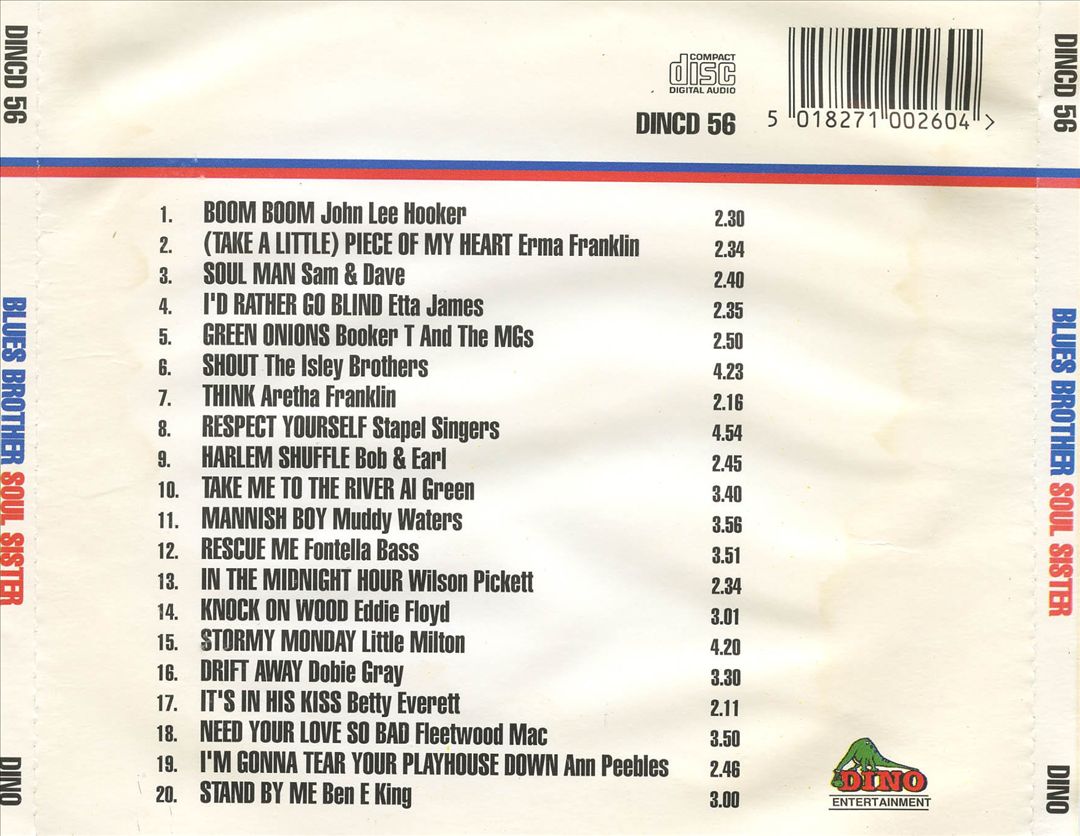 COMPACT
disc
DIGITAL AUDIO
DINCD 56
5 018271 002604 >
1. BOOM BOOM John Lee Hooker 2.30
2. (TAKE A LITTLE) PIECE OF MY HEART Erma Franklin 2.34
3. SOUL MAN Sam & Dave 2.40
4. I'D RATHER GO BLIND Etta James 2.35
5. GREEN ONIONS Booker T And The MGs 2.50
6. SHOUT The Isley Brothers 4.23
7. THINK Aretha Franklin 2.16
8. RESPECT YOURSELF Stapel Singers 4.54
9. HARLEM SHUFFLE Bob & Earl 2.45
10. TAKE ME TO THE RIVER Al Green 3.40
11. MANNISH BOY Muddy Waters 3.56
12. RESCUE ME Fontella Bass 3.51
13. IN THE MIDNIGHT HOUR Wilson Pickett 2.34
14. KNOCK ON WOOD Eddie Floyd 3.01
15. STORMY MONDAY Little Milton 4.20
16. DRIFT AWAY Dobie Gray 3.30
17. IT'S IN HIS KISS Betty Everett 2.11
18. NEED YOUR LOVE SO BAD Fleetwood Mac 3.50
19. I'M GONNA TEAR YOUR PLAYHOUSE DOWN Ann Peebles 2.46
20. STAND BY ME Ben E King 3.00
DINO
ENTERTAINMENT
DINCD 56 BLUES BROTHER SOUL SISTER DINO
DINCD 56 BLUES BROTHER SOUL SISTER DINO